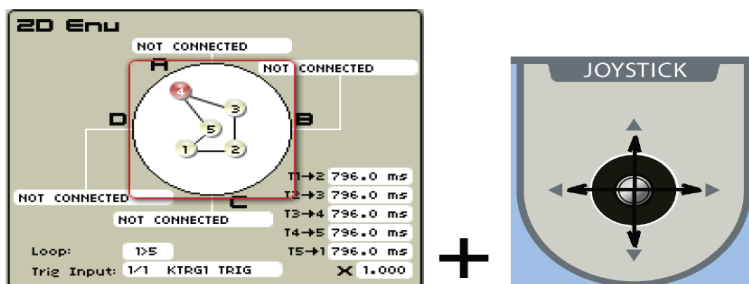 2D Env
NOT CONNECTED
A
NOT CONNECTED
4
3
D
5
B
1
2
T1→2 796.0 ms
NOT CONNECTED
T2→3 796.0 ms
C
NOT CONNECTED
T3→4 796.0 ms
T4→5 796.0 ms
Loop: 1>5
T5→1 796.0 ms
Trig Input: 1/1 KTRG1 TRIG
X 1.000
+
JOYSTICK